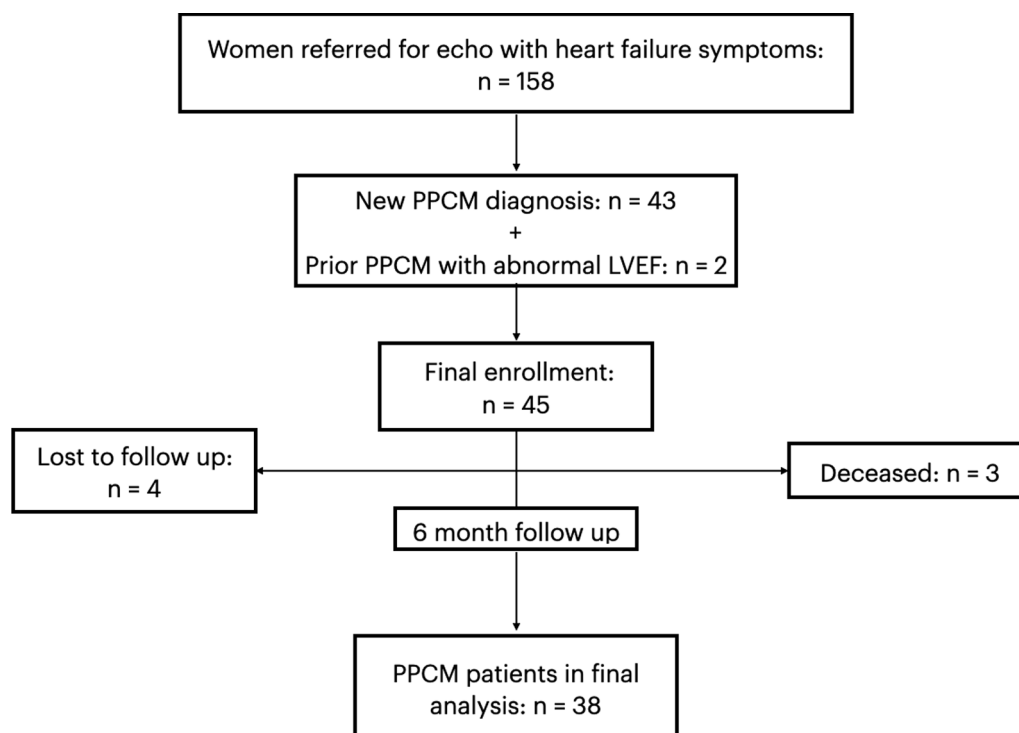 Women referred for echo with heart failure symptoms:
n = 158
New PPCM diagnosis: n = 43
+
Prior PPCM with abnormal LVEF: n = 2
Final enrollment:
n = 45
Lost to follow up:
n = 4
Deceased: n = 3
6 month follow up
PPCM patients in final
analysis: n = 38